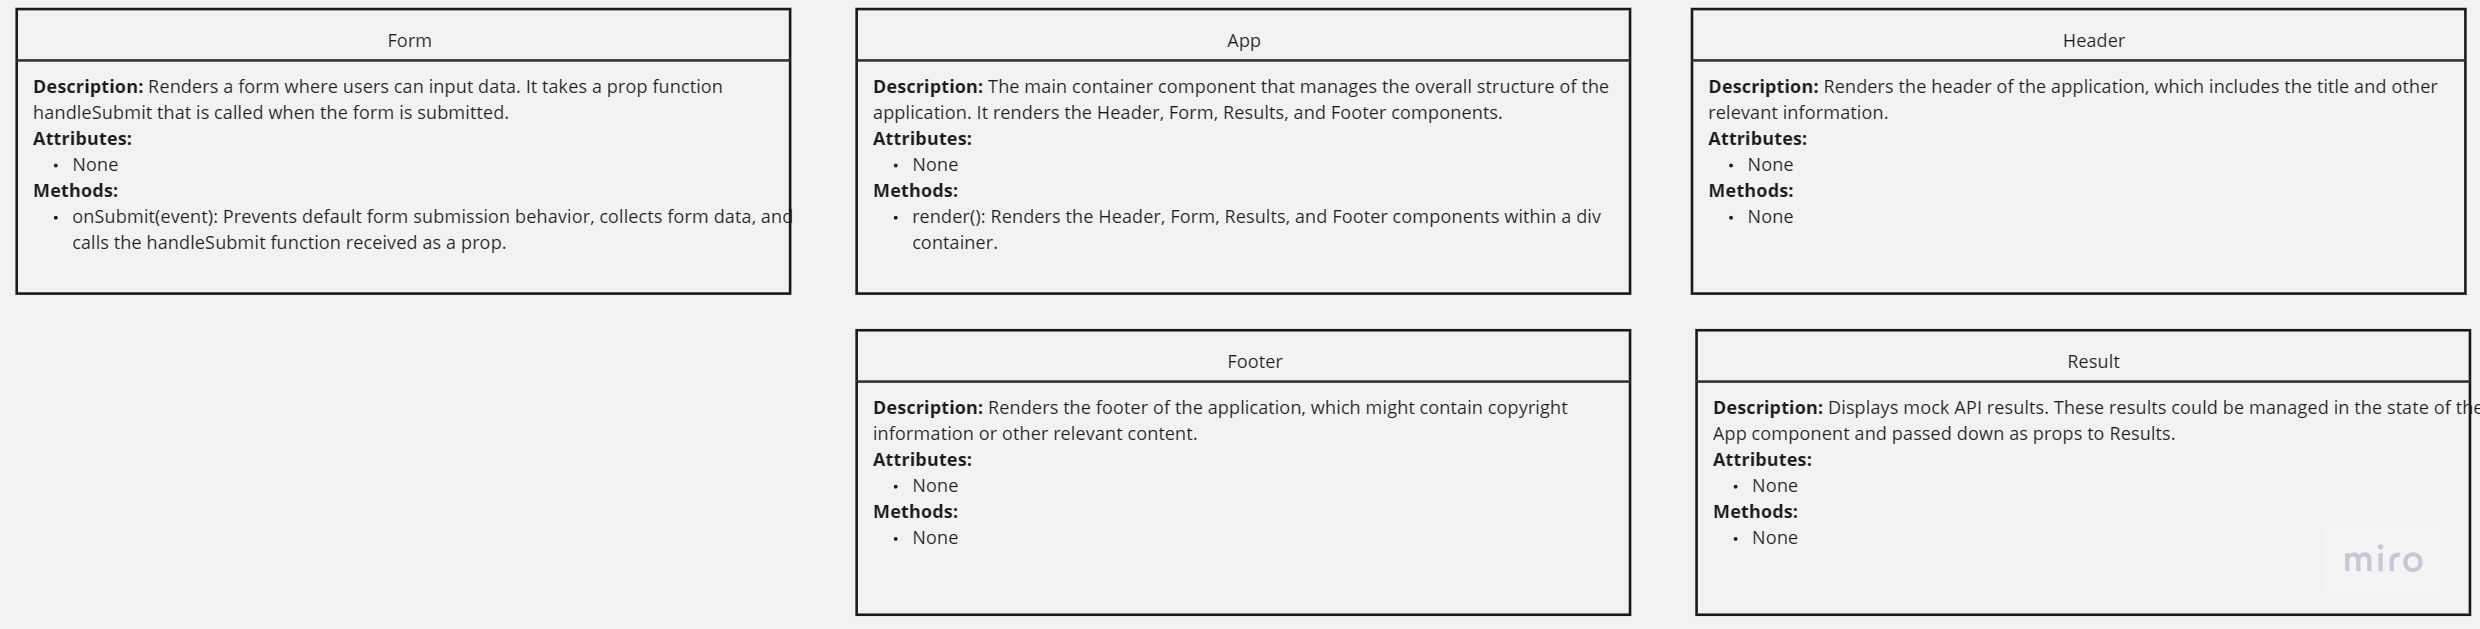 Form
Description: Renders a form where users can input data. It takes a prop function
handleSubmit that is called when the form is submitted.
Attributes:
• None
Methods:
• onSubmit(event): Prevents default form submission behavior, collects form data, and
calls the handleSubmit function received as a prop.
App
Description: The main container component that manages the overall structure of the
application. It renders the Header, Form, Results, and Footer components.
Attributes:
• None
Methods:
• render(): Renders the Header, Form, Results, and Footer components within a div
container.
Header
Description: Renders the header of the application, which includes the title and other
relevant information.
Attributes:
• None
Methods:
• None
Footer
Description: Renders the footer of the application, which might contain copyright
information or other relevant content.
Attributes:
• None
Methods:
• None
Result
Description: Displays mock API results. These results could be managed in the state of the
App component and passed down as props to Results.
Attributes:
• None
Methods:
• None
miro